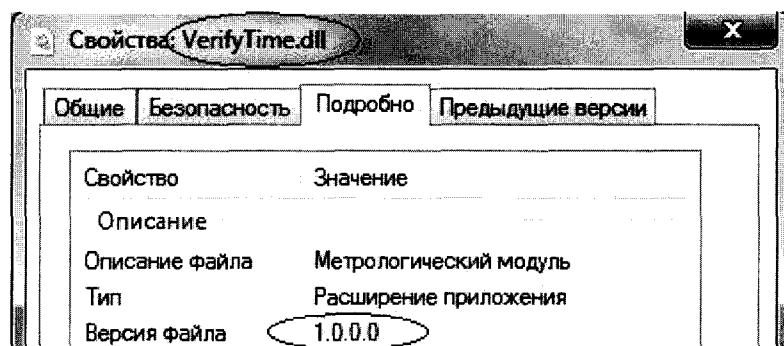 Свойства: VerifyTime.dll
Общие Безопасность Подробно Предыдущие версии
Свойство Значение
Описание
Описание файла Метрологический модуль
Тип Расширение приложения
Версия файла 1.0.0.0